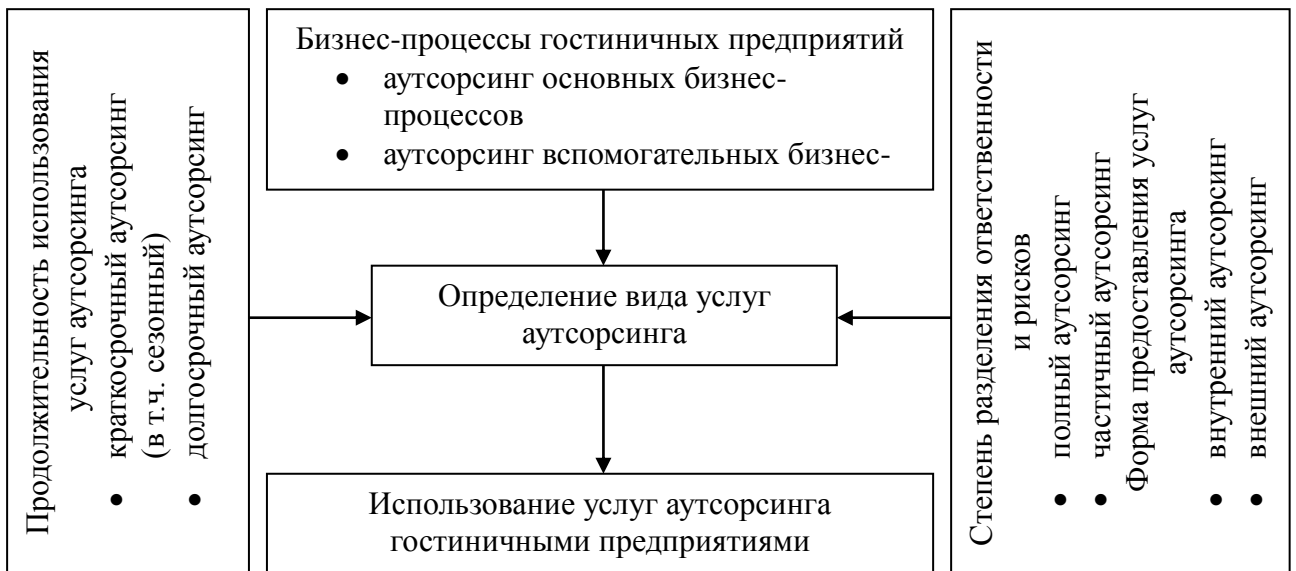 Продолжительность использования
услуг аутсорсинга
• краткосрочный аутсорсинг
(в т.ч. сезонный)
• долгосрочный аутсорсинг
Бизнес-процессы гостиничных предприятий
• аутсорсинг основных бизнес-
процессов
• аутсорсинг вспомогательных бизнес-
Определение вида услуг
аутсорсинга
Использование услуг аутсорсинга
гостиничными предприятиями
Степень разделения ответственности
и рисков
• полный аутсорсинг
• частичный аутсорсинг
Форма предоставления услуг
аутсорсинга
• внутренний аутсорсинг
• внешний аутсорсинг